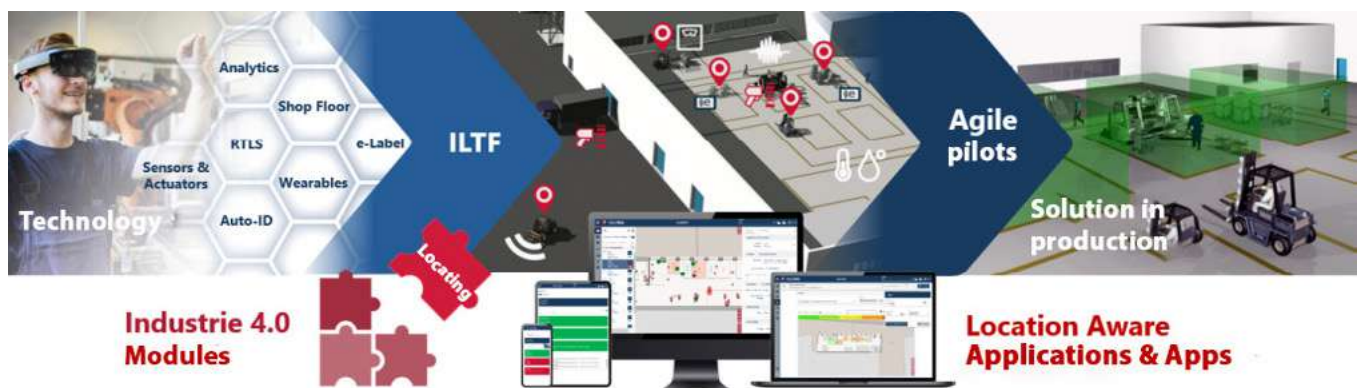 Technology
Analytics
Shop Floor
RTLS
e-Label
Sensors &
Actuators
Wearables
Auto-ID
ILTF
Agile
pilots
Solution in
production
Locating
Industrie 4.0
Modules
Location Aware
Applications & Apps